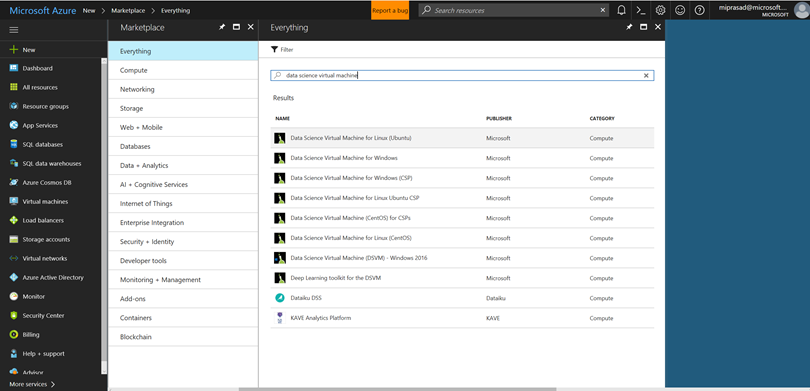 Microsoft Azure New > Marketplace > Everything
Report a bug
Search resources
miprasad@microsoft...
MICROSOFT
New
Dashboard
All resources
Resource groups
App Services
SQL databases
SQL data warehouses
Azure Cosmos DB
Virtual machines
Load balancers
Storage accounts
Virtual networks
Azure Active Directory
Monitor
Security Center
Billing
Help + support
Advisor
More services >
Marketplace
Everything
Compute
Networking
Storage
Web + Mobile
Databases
Data + Analytics
AI + Cognitive Services
Internet of Things
Enterprise Integration
Security + Identity
Developer tools
Monitoring + Management
Add-ons
Containers
Blockchain
Everything
Filter
data science virtual machine
Results
NAME PUBLISHER CATEGORY
Data Science Virtual Machine for Linux (Ubuntu) Microsoft Compute
Data Science Virtual Machine for Windows Microsoft Compute
Data Science Virtual Machine for Windows (CSP) Microsoft Compute
Data Science Virtual Machine for Linux Ubuntu CSP Microsoft Compute
Data Science Virtual Machine (CentOS) for CSPs Microsoft Compute
Data Science Virtual Machine for Linux (CentOS) Microsoft Compute
Data Science Virtual Machine (DSVM) - Windows 2016 Microsoft Compute
Deep Learning toolkit for the DSVM Microsoft Compute
Dataiku DSS Dataiku Compute
KAVE Analytics Platform KAVE Compute